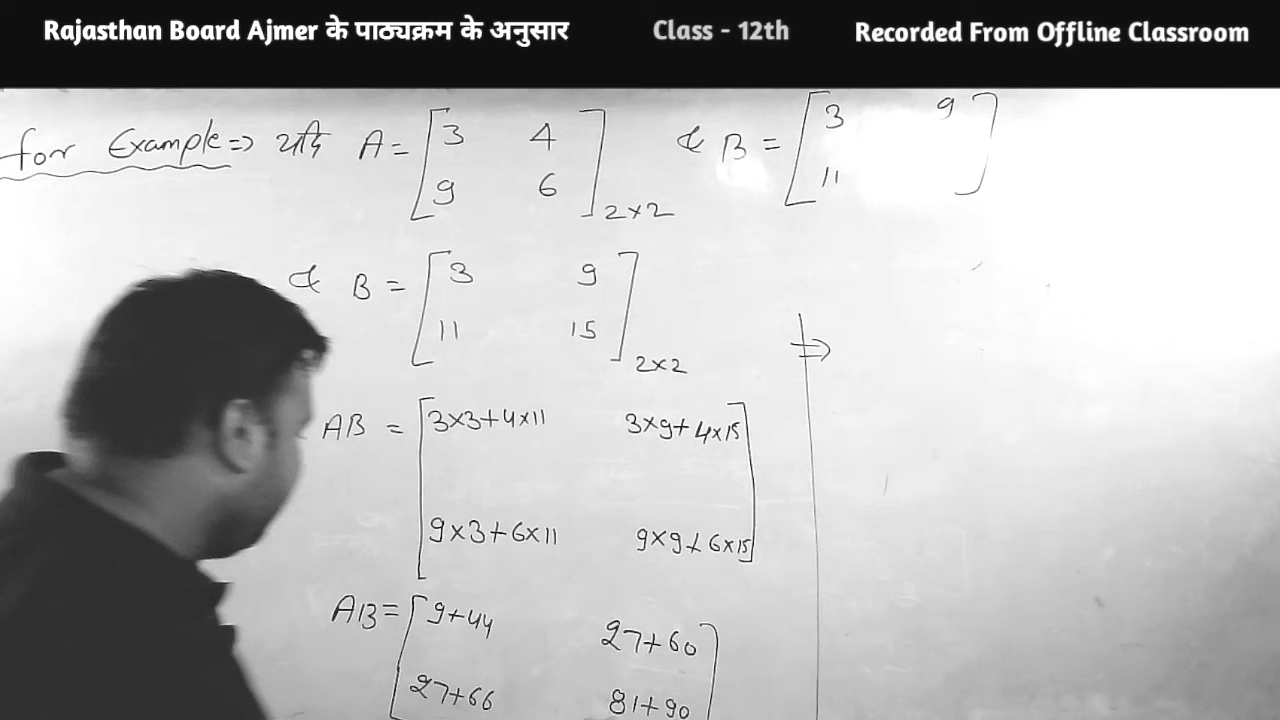 Rajasthan Board Ajmer के पाठ्यक्रम के अनुसार Class - 12th Recorded From Offline Classroom
for Example => यदि A = [3 4
9 6]2×2 & B = [3 9
11 ]
& B = [3 9
11 15]2×2
=>
AB = [3×3+4×11 3×9+4×15
9×3+6×11 9×9+6×15]
AB = [9+44 27+60
27+66 81+90]